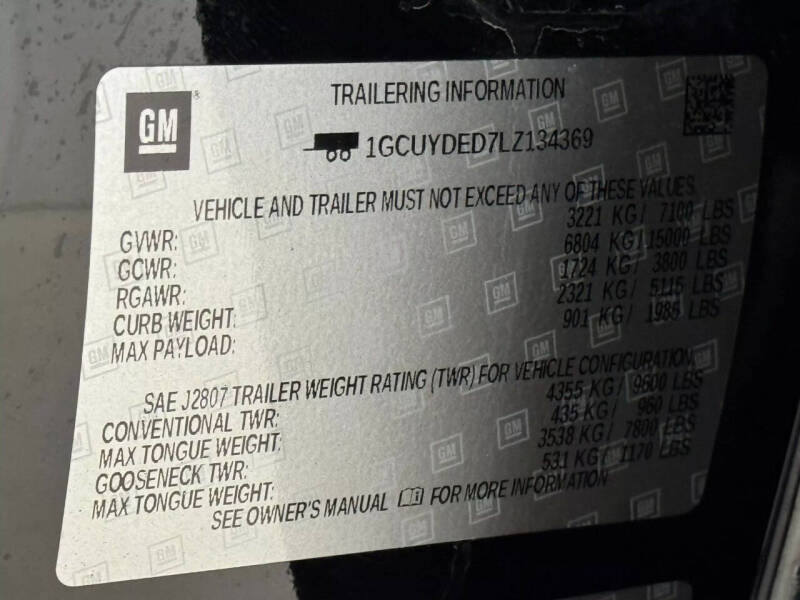 GM
TRAILERING INFORMATION
1GCUYDED7LZ134369
VEHICLE AND TRAILER MUST NOT EXCEED ANY OF THESE VALUES.
GVWR: 3221 KG/ 7100 LBS
GCWR: 6804 KG/ 15000 LBS
RGAWR: 1724 KG/ 3800 LBS
CURB WEIGHT: 2321 KG/ 5115 LBS
MAX PAYLOAD: 901 KG/ 1985 LBS
SAE J2807 TRAILER WEIGHT RATING (TWR) FOR VEHICLE CONFIGURATION.
CONVENTIONAL TWR: 4355 KG/ 9600 LBS
MAX TONGUE WEIGHT: 435 KG/ 960 LBS
GOOSENECK TWR: 3538 KG/ 7800 LBS
MAX TONGUE WEIGHT: 531 KG/ 1170 LBS
SEE OWNER'S MANUAL FOR MORE INFORMATION